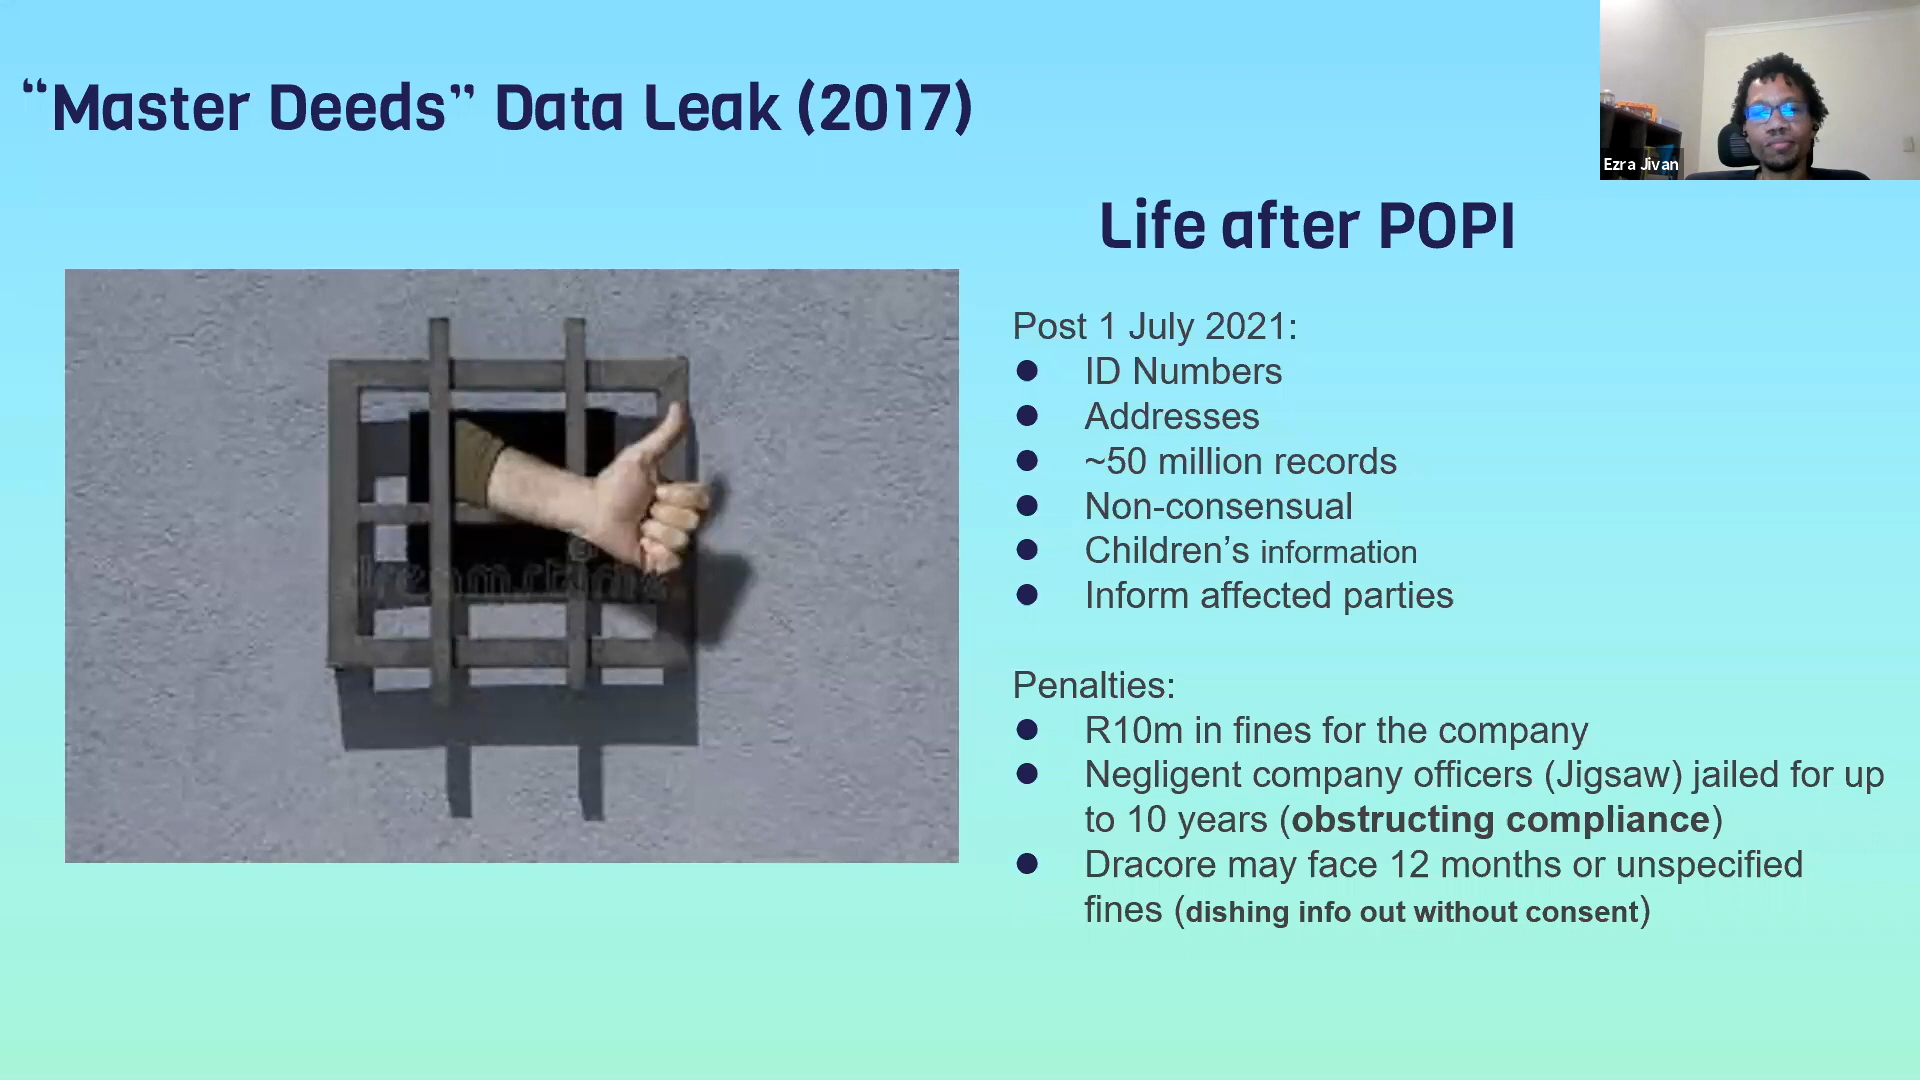 “Master Deeds” Data Leak (2017)
Ezra Jivan
Life after POPI
Post 1 July 2021:
● ID Numbers
● Addresses
● ~50 million records
● Non-consensual
● Children’s information
● Inform affected parties
Penalties:
● R10m in fines for the company
● Negligent company officers (Jigsaw) jailed for up
to 10 years (obstructing compliance)
● Dracore may face 12 months or unspecified
fines (dishing info out without consent)